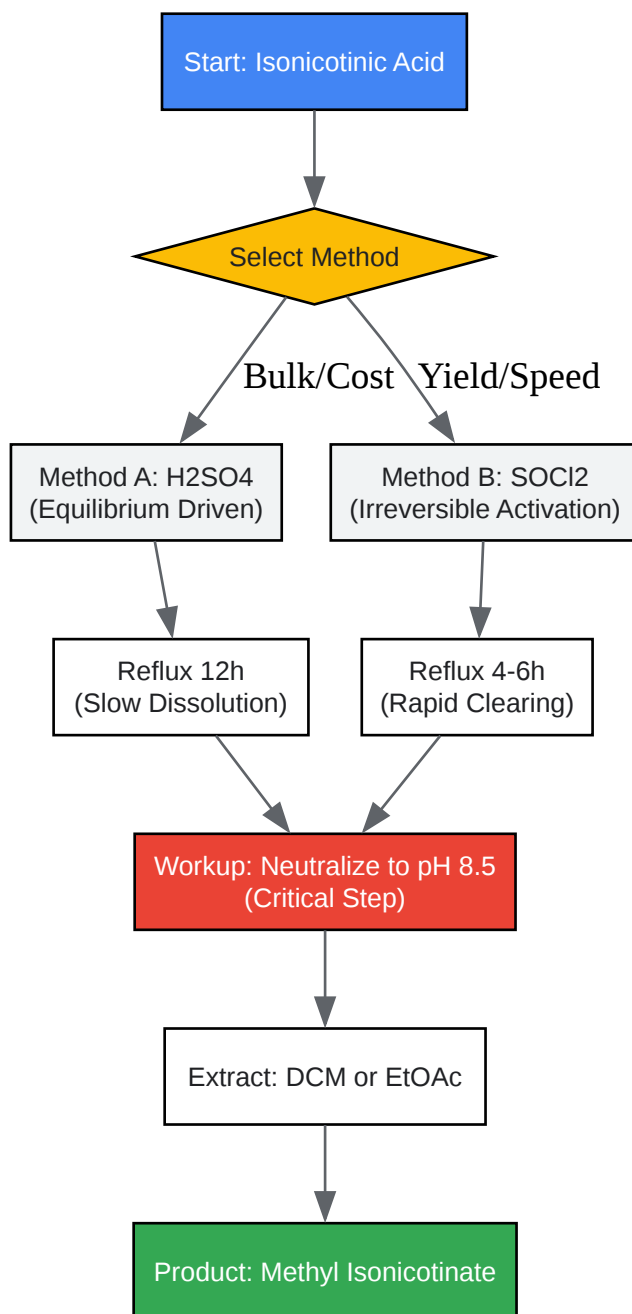 Start: Isonicotinic Acid
Select Method
Bulk/Cost
Yield/Speed
Method A: H2SO4
(Equilibrium Driven)
Method B: SOCl2
(Irreversible Activation)
Reflux 12h
(Slow Dissolution)
Reflux 4-6h
(Rapid Clearing)
Workup: Neutralize to pH 8.5
(Critical Step)
Extract: DCM or EtOAc
Product: Methyl Isonicotinate